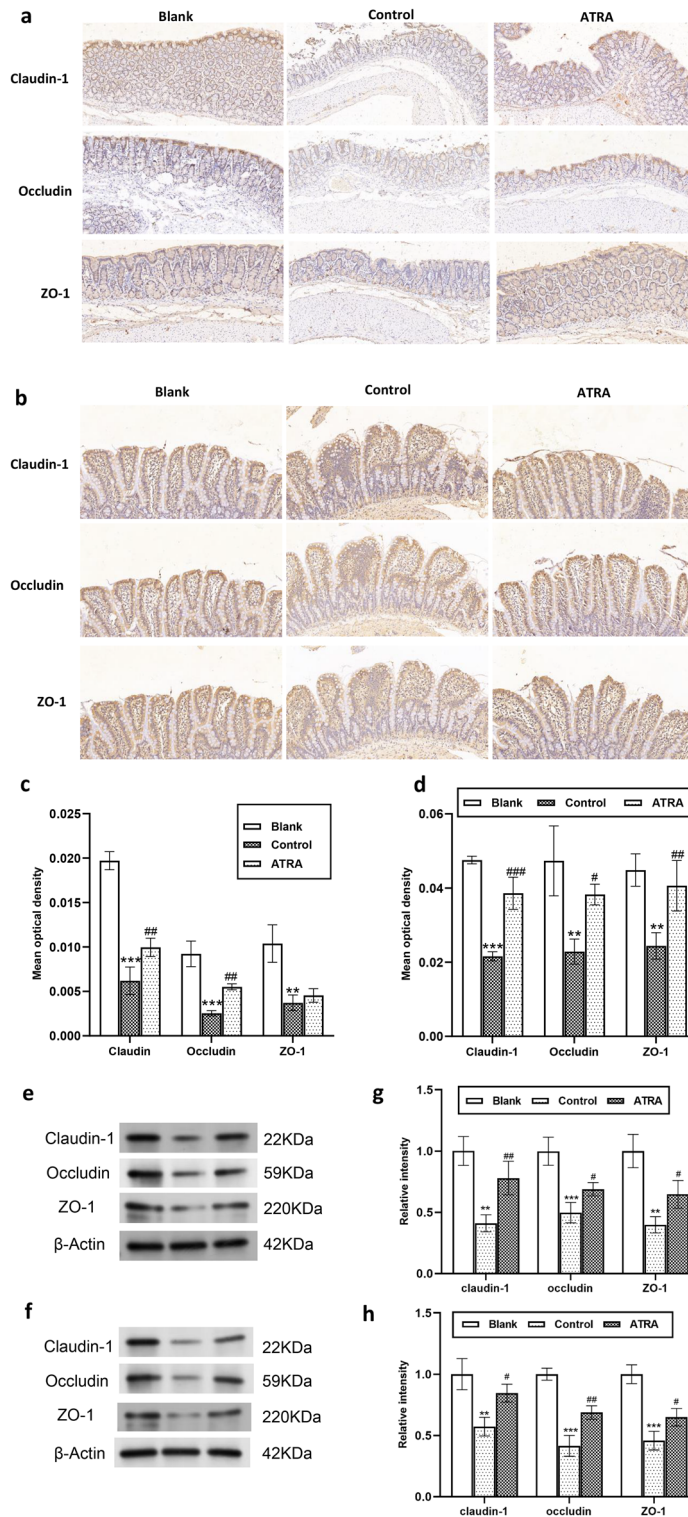 a
Blank Control ATRA
Claudin-1
Occludin
ZO-1
b
Blank Control ATRA
Claudin-1
Occludin
ZO-1
c
0.025
0.020
0.015
0.010
0.005
0.000
Mean optical density
Blank
Control
ATRA
*** ##
*** ##
**
Claudin Occludin ZO-1
d
Blank Control ATRA
0.06
0.04
0.02
0.00
Mean optical density
*** ###
** #
** ##
Claudin-1 Occludin ZO-1
e
Claudin-1 22KDa
Occludin 59KDa
ZO-1 220KDa
β-Actin 42KDa
g
Blank Control ATRA
1.5
1.0
0.5
0.0
Relative intensity
** ##
*** #
** #
claudin-1 occludin ZO-1
f
Claudin-1 22KDa
Occludin 59KDa
ZO-1 220KDa
β-Actin 42KDa
h
Blank Control ATRA
1.5
1.0
0.5
0.0
Relative intensity
** #
*** ##
*** #
claudin-1 occludin ZO-1